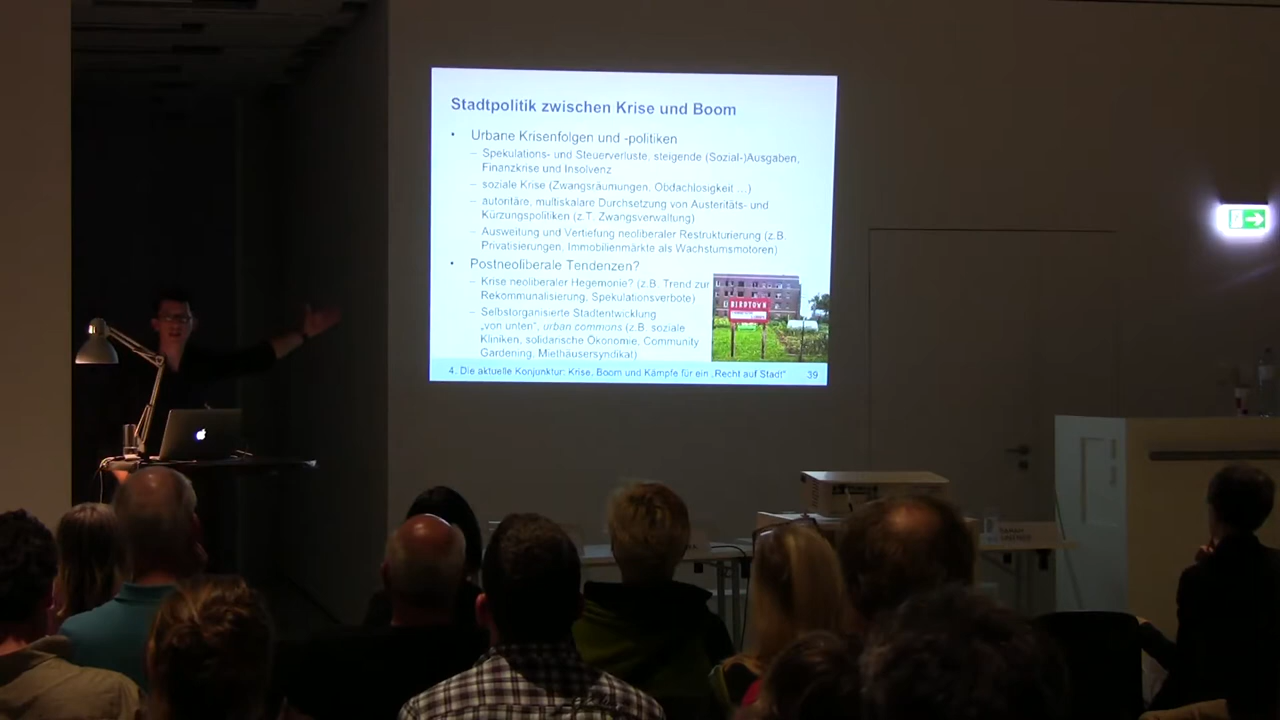 Stadtpolitik zwischen Krise und Boom
• Urbane Krisenfolgen und -politiken
– Spekulations- und Steuerverluste, steigende (Sozial-)Ausgaben,
Finanzkrise und Insolvenz
– soziale Krise (Zwangsräumungen, Obdachlosigkeit ...)
– autoritäre, multiskalare Durchsetzung von Austeritäts- und
Kürzungspolitiken (z.T. Zwangsverwaltung)
– Ausweitung und Vertiefung neoliberaler Restrukturierung (z.B.
Privatisierungen, Immobilienmärkte als Wachstumsmotoren)
• Postneoliberale Tendenzen?
– Krise neoliberaler Hegemonie? (z.B. Trend zur
Rekommunalisierung, Spekulationsverbote)
– Selbstorganisierte Stadtentwicklung
„von unten“, urban commons (z.B. soziale
Kliniken, solidarische Ökonomie, Community
Gardening, Miethäusersyndikat)
BIRDTOWN
4. Die aktuelle Konjunktur: Krise, Boom und Kämpfe für ein „Recht auf Stadt“ 39